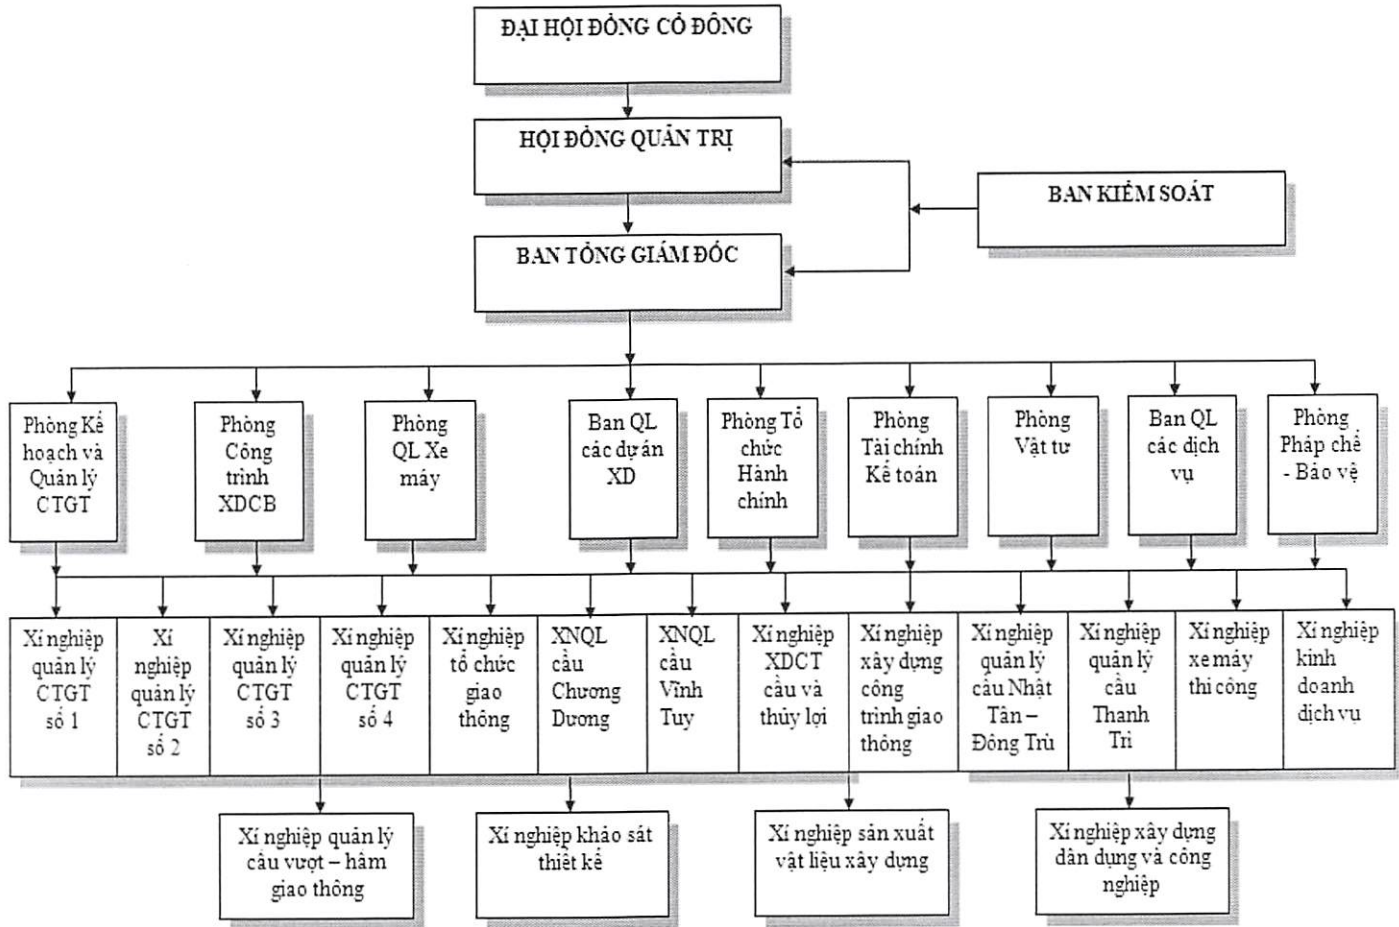 ĐẠI HỘI ĐỒNG CỔ ĐÔNG
HỘI ĐỒNG QUẢN TRỊ
BAN KIỂM SOÁT
BAN TỔNG GIÁM ĐỐC
Phòng Kế
hoạch và
Quản lý
CTGT
Phòng
Công
trình
XDCB
Phòng
QL Xe
máy
Ban QL
các dự án
XD
Phòng Tổ
chức
Hành
chính
Phòng
Tài chính
Kế toán
Phòng
Vật tư
Ban QL
các dịch
vụ
Phòng
Pháp chế
- Bảo vệ
Xí nghiệp
quản lý
CTGT
số 1
Xí
nghiệp
quản lý
CTGT
số 2
Xí nghiệp
quản lý
CTGT
số 3
Xí nghiệp
quản lý
CTGT
số 4
Xí nghiệp
tổ chức
giao
thông
XNQL
cầu
Chương
Dương
XNQL
cầu
Vĩnh
Tuy
Xí nghiệp
XDCT
cầu và
thủy lợi
Xí nghiệp
xây dựng
công
trình giao
thông
Xí nghiệp
quản lý
cầu Nhật
Tân –
Đông Trù
Xí nghiệp
quản lý
cầu
Thanh
Trì
Xí nghiệp
xe máy
thi công
Xí nghiệp
kinh
doanh
dịch vụ
Xí nghiệp quản lý
cầu vượt – hầm
giao thông
Xí nghiệp khảo sát
thiết kế
Xí nghiệp sản xuất
vật liệu xây dựng
Xí nghiệp xây dựng
dân dụng và công
nghiệp